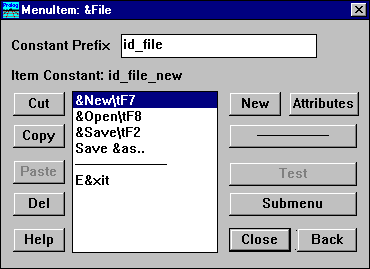 MenuItem: &File
Constant Prefix id_file
Item Constant: id_file_new
Cut &New\tF7 New Attributes
&Open\tF8
Copy &Save\tF2
Save &as..
Paste E&xit Test
Del Submenu
Help Close Back